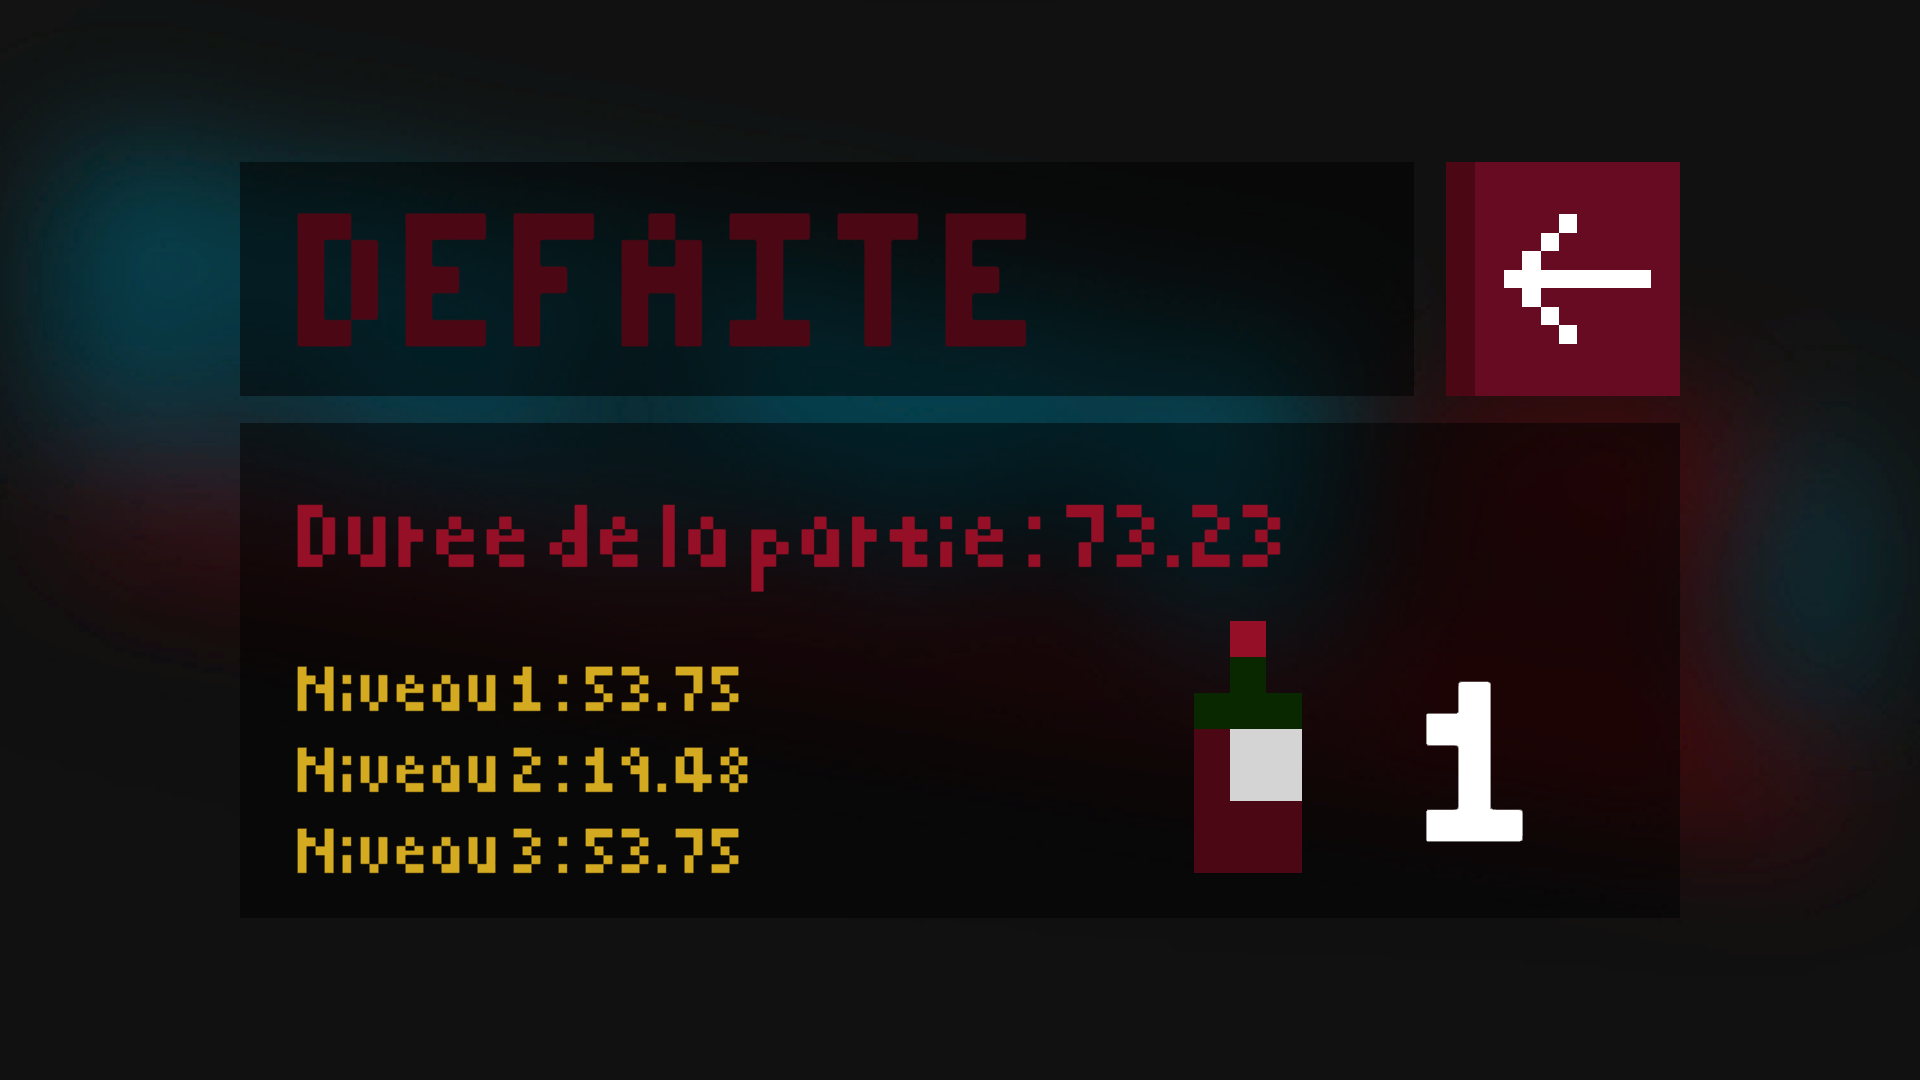 DEFAITE
Duree de la partie : 73.23
Niveau 1 : 53.75
Niveau 2 : 19.48
Niveau 3 : 53.75
1